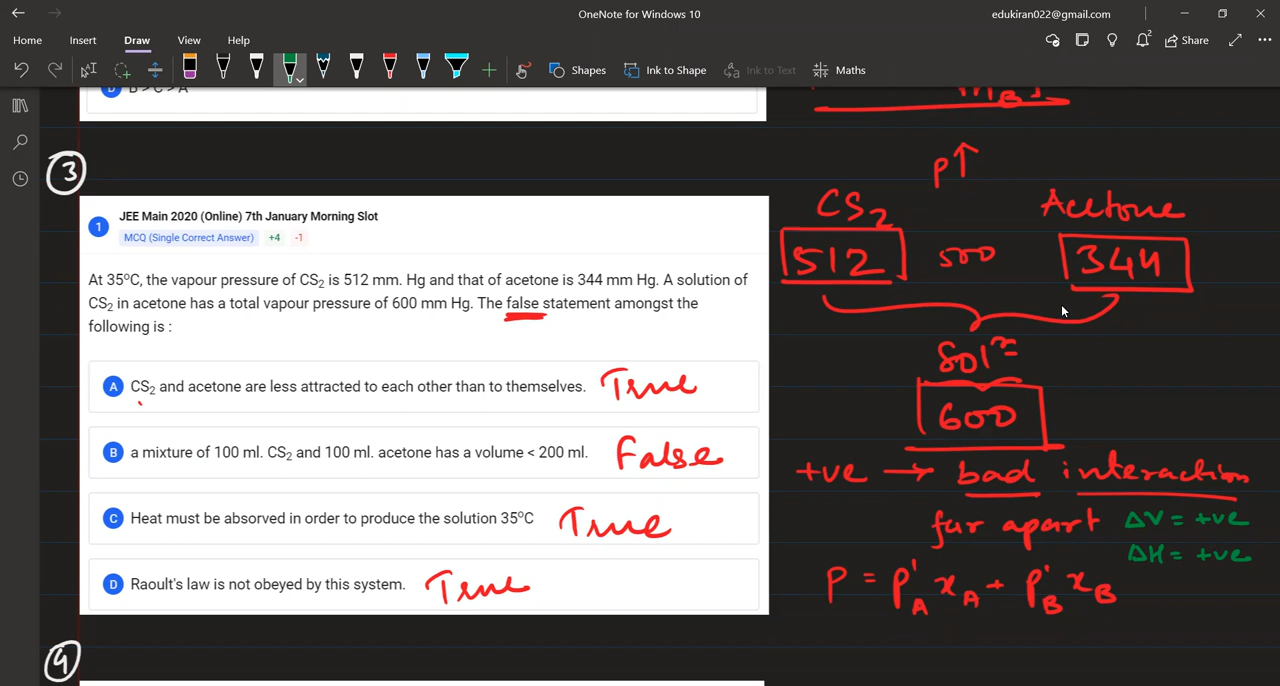 OneNote for Windows 10
edukiran022@gmail.com
Home Insert Draw View Help
Share
Shapes Ink to Shape Ink to Text Maths
D B > C > A
mB
3
1 JEE Main 2020 (Online) 7th January Morning Slot
MCQ (Single Correct Answer) +4 -1
At 35°C, the vapour pressure of CS2 is 512 mm. Hg and that of acetone is 344 mm Hg. A solution of
CS2 in acetone has a total vapour pressure of 600 mm Hg. The false statement amongst the
following is :
A CS2 and acetone are less attracted to each other than to themselves. True
B a mixture of 100 ml. CS2 and 100 ml. acetone has a volume < 200 ml. False
C Heat must be absorved in order to produce the solution 35°C True
D Raoult's law is not obeyed by this system. True
P↑
CS2 Acetone
512 500 344
Solⁿ
600
+ve → bad interaction
far apart ΔV = +ve
ΔH = +ve
P = P'A xA + P'B xB
4